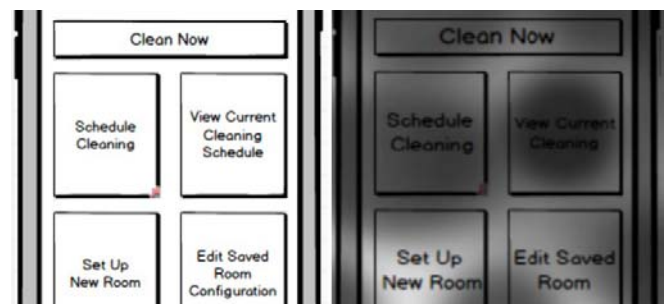 Clean Now
Schedule
Cleaning
View Current
Cleaning
Schedule
Set Up
New Room
Edit Saved
Room
Configuration
Clean Now
Schedule
Cleaning
View Current
Cleaning
Set Up
New Room
Edit Saved
Room